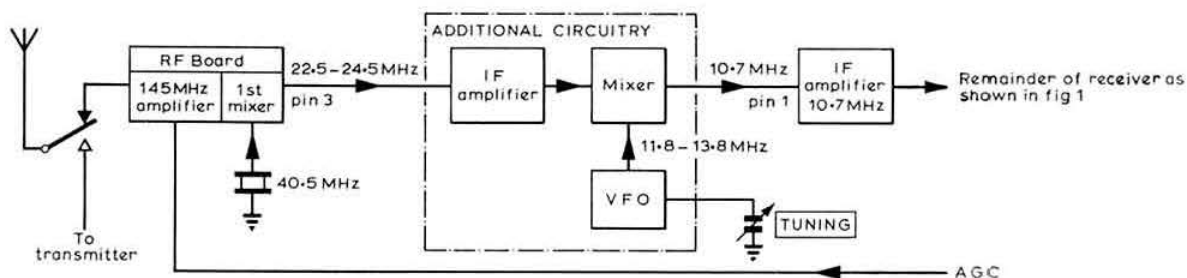 ADDITIONAL CIRCUITRY
RF Board
145MHz
amplifier
1st
mixer
22·5–24·5MHz
pin 3
IF
amplifier
Mixer
10·7 MHz
pin 1
IF
amplifier
10·7MHz
Remainder of receiver as
shown in fig 1
11·8–13·8MHz
40·5 MHz
VFO
TUNING
To
transmitter
AGC